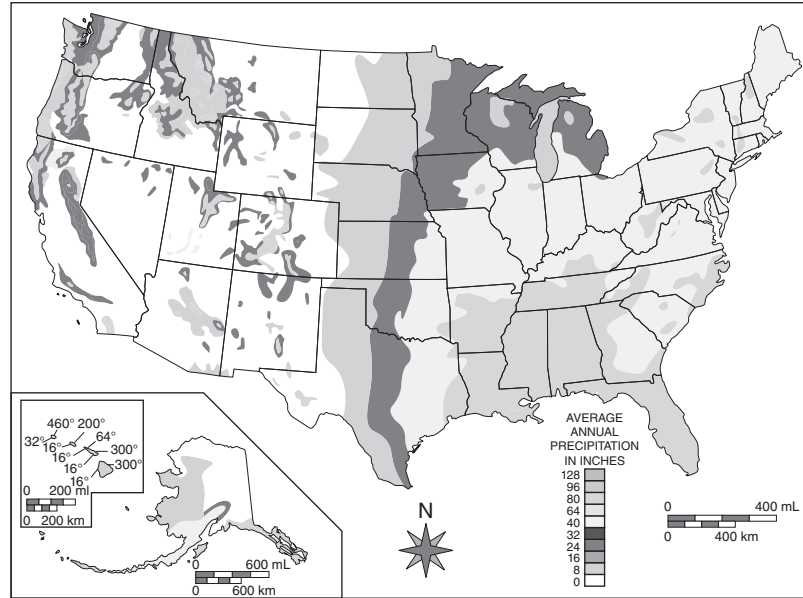 AVERAGE
ANNUAL
PRECIPITATION
IN INCHES
128
96
80
64
40
32
24
16
8
0
N
0 400 mL
0 400 km
460° 200°
32° 64°
16° 300°
16°
16° 300°
16°
0 200 ml
0 200 km
0 600 mL
0 600 km